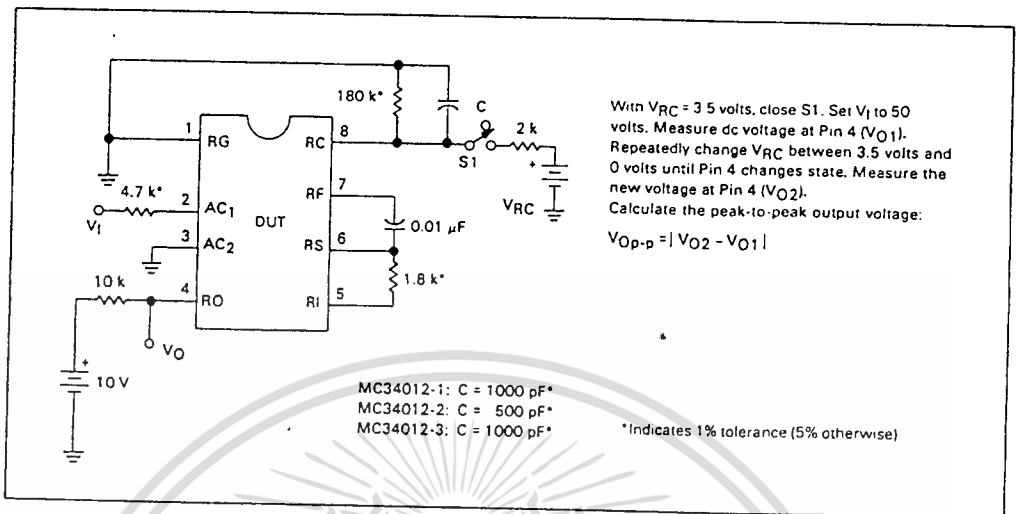 180 k*
C
2 k
S1
+
VRC
1
RG
RC
8
4.7 k*
2
AC1
VI
3
AC2
DUT
RF
7
0.01 µF
RS
6
1.8 k*
10 k
4
RO
RI
5
VO
+
10 V
With VRC = 3 5 volts, close S1. Set VI to 50
volts. Measure dc voltage at Pin 4 (VO1).
Repeatedly change VRC between 3.5 volts and
0 volts until Pin 4 changes state. Measure the
new voltage at Pin 4 (VO2).
Calculate the peak-to-peak output voltage:
VOp-p = | VO2 - VO1 |
MC34012-1: C = 1000 pF*
MC34012-2: C = 500 pF*
MC34012-3: C = 1000 pF*
*Indicates 1% tolerance (5% otherwise)